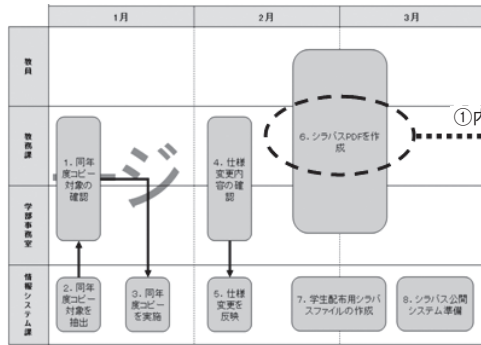 1月
2月
3月
教員
教務課
学部事務室
情報システム課
1. 同年
度コピー
対象の
確認
4. 仕様
変更内
容の確
認
6. シラバスPDFを作
成
①内
2. 同年
度コピー
対象を
抽出
3. 同年
度コピー
を実施
5. 仕様
変更を
反映
7. 学生配布用シラバ
スファイルの作成
8. シラバス公開
システム準備